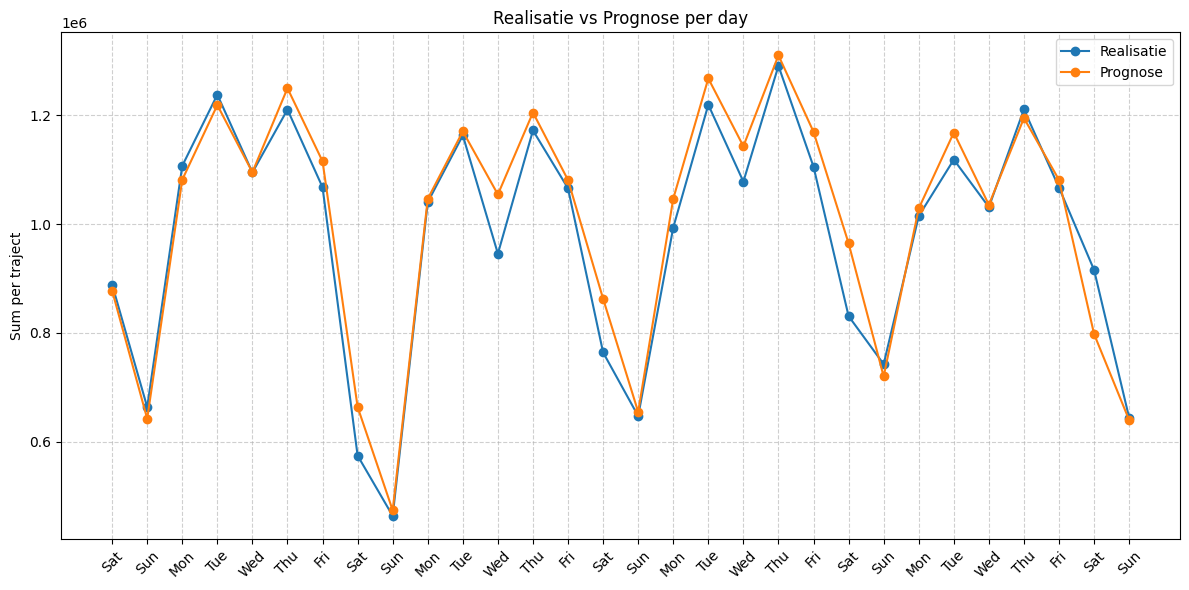 Realisatie vs Prognose per day
1e6
Realisatie
Prognose
1.2
1.0
0.8
0.6
Sum per traject
Sat Sun Mon Tue Wed Thu Fri Sat Sun Mon Tue Wed Thu Fri Sat Sun Mon Tue Wed Thu Fri Sat Sun Mon Tue Wed Thu Fri Sat Sun